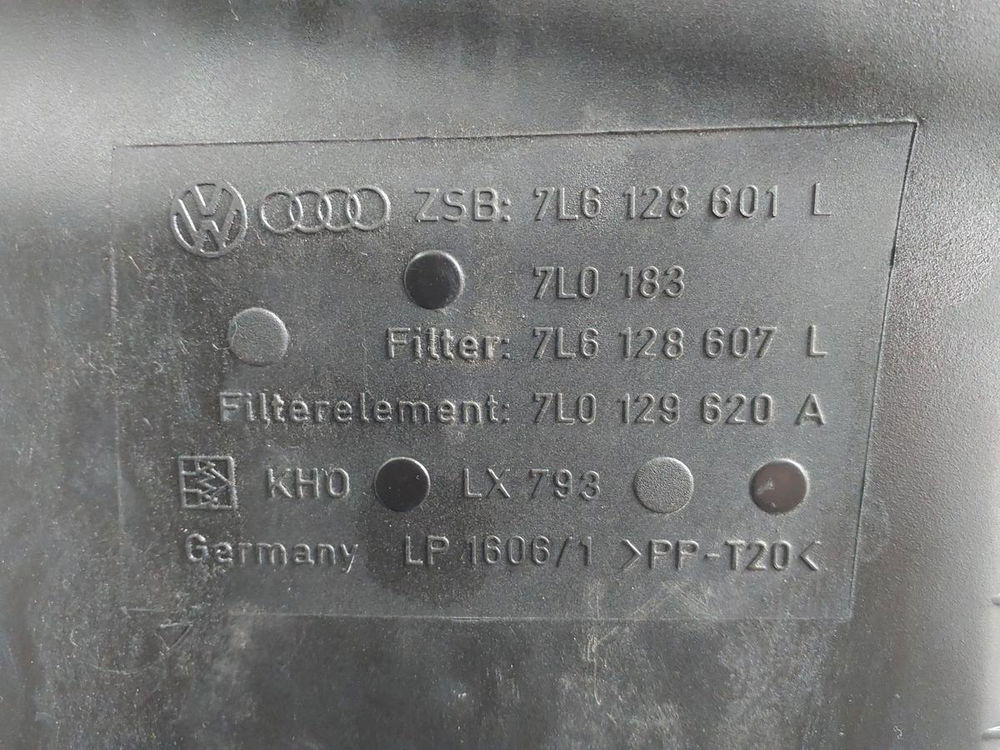 ZSB: 7L6 128 601 L
7L0 183
Filter: 7L6 128 607 L
Filterelement: 7L0 129 620 A
KHO LX 793
Germany LP 1606/1 >PP-T20<